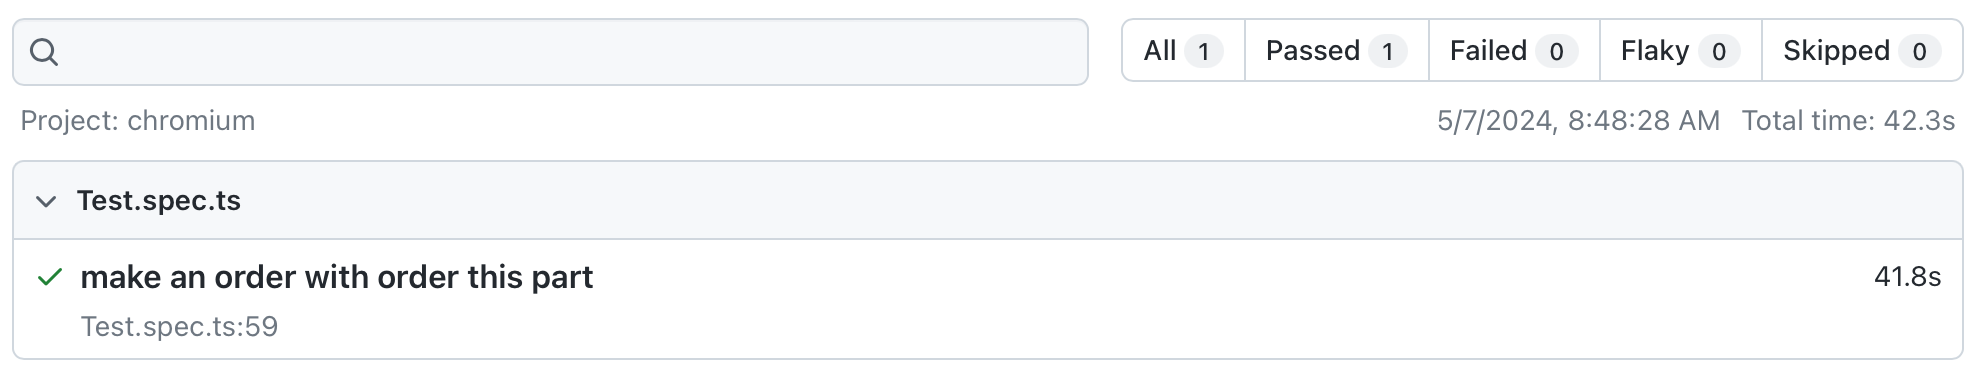 All 1 Passed 1 Failed 0 Flaky 0 Skipped 0
Project: chromium 5/7/2024, 8:48:28 AM Total time: 42.3s
Test.spec.ts
make an order with order this part 41.8s
Test.spec.ts:59